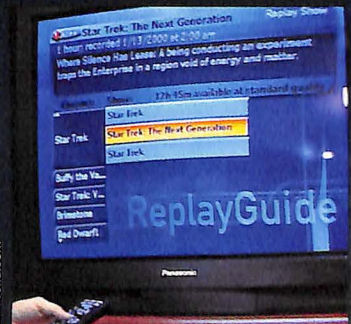 Star Trek: The Next Generation
Replay Show
1 hour recorded 1/13/2000 at 2:00 am
Where Silence Has Lease: A being conducting an experiment
traps the Enterprise in a region void of energy and matter.
Shows
12h 45m available at standard quality
Star Trek
Star Trek
Star Trek: The Next Generation
Star Trek
Buffy the Va...
Star Trek: V...
Brimstone
Red Dwarf
ReplayGuide
Panasonic